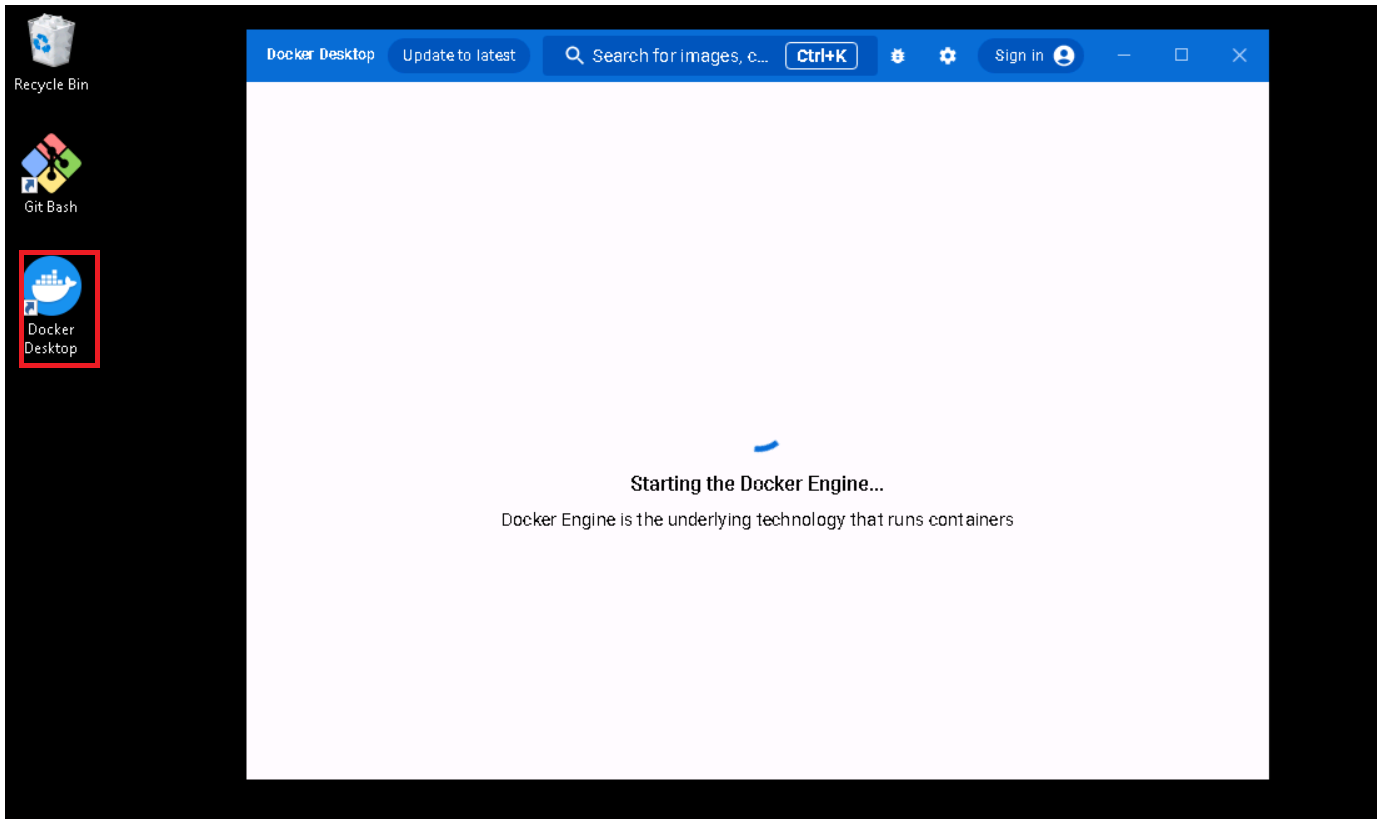 Recycle Bin
Git Bash
Docker
Desktop
Docker Desktop
Update to latest
Search for images, c...
Ctrl+K
Sign in
Starting the Docker Engine...
Docker Engine is the underlying technology that runs containers